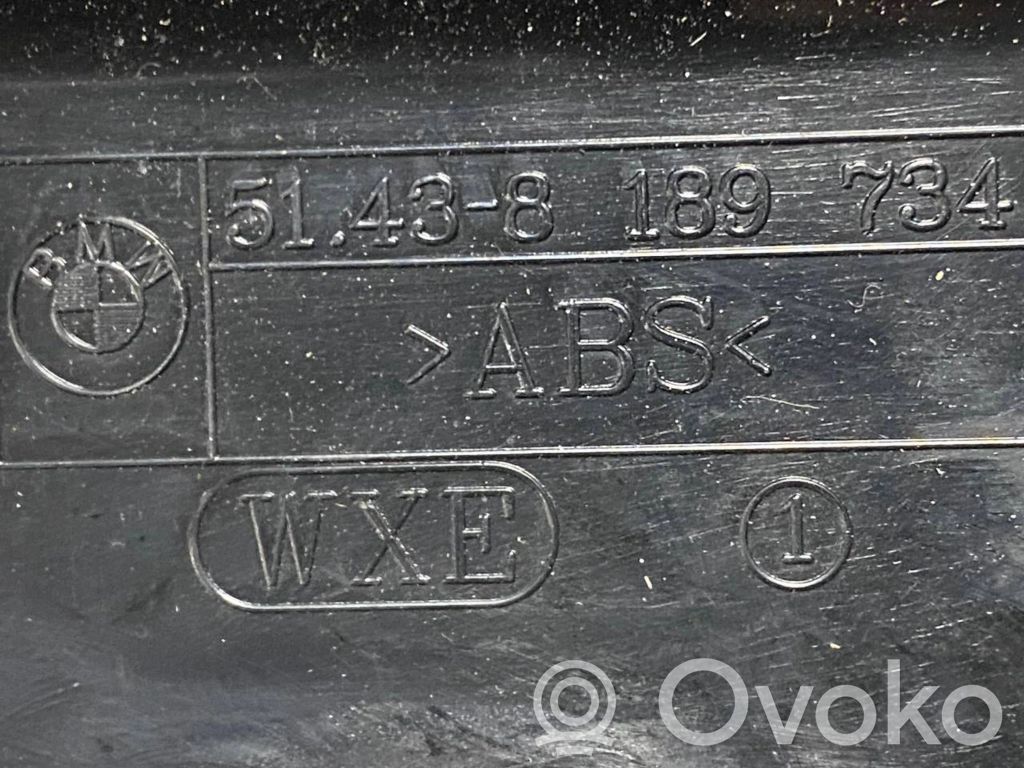 51.43-8 189 734
BMW
>ABS<
WXE 1
© Ovoko